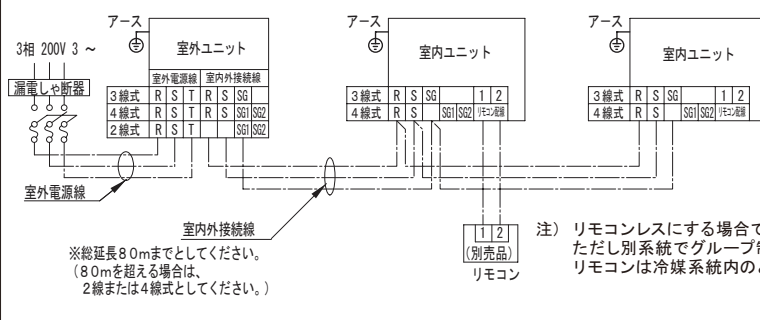 アース
3相 200V 3 ~
漏電しゃ断器
室外ユニット
室外電源線 室内外接続線
3線式 R S T R S SG
4線式 R S T R S SG1 SG2
2線式 R S T SG1 SG2
室外電源線
室内外接続線
※総延長80mまでとしてください。
(80mを超える場合は、
2線または4線式としてください。)
アース
室内ユニット
3線式 R S SG 1 2
4線式 R S SG1 SG2 リモコン配線
1 2
(別売品)
リモコン
アース
室内ユニット
3線式 R S SG 1 2
4線式 R S SG1 SG2 リモコン配線
注) リモコンレスにする場合で
ただし別系統でグループ
リモコンは冷媒系統内の